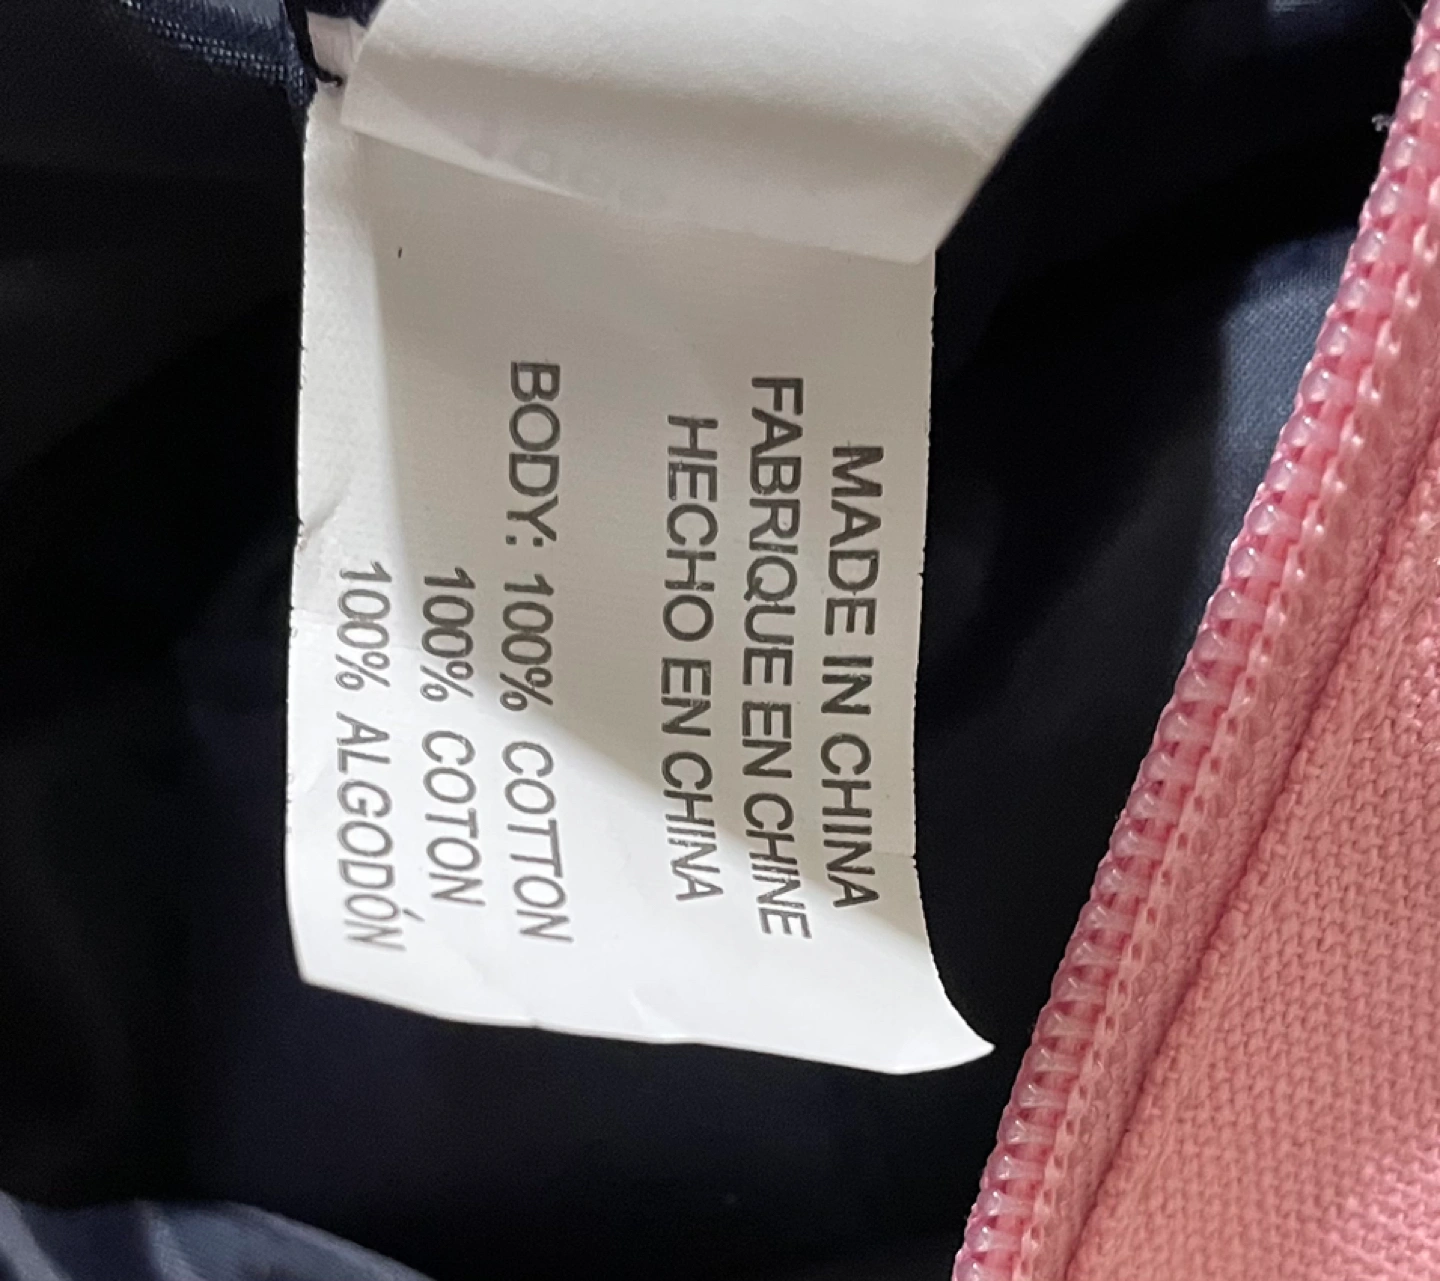 MADE IN CHINA
FABRIQUE EN CHINE
HECHO EN CHINA
BODY: 100% COTTON
100% COTON
100% ALGODÓN